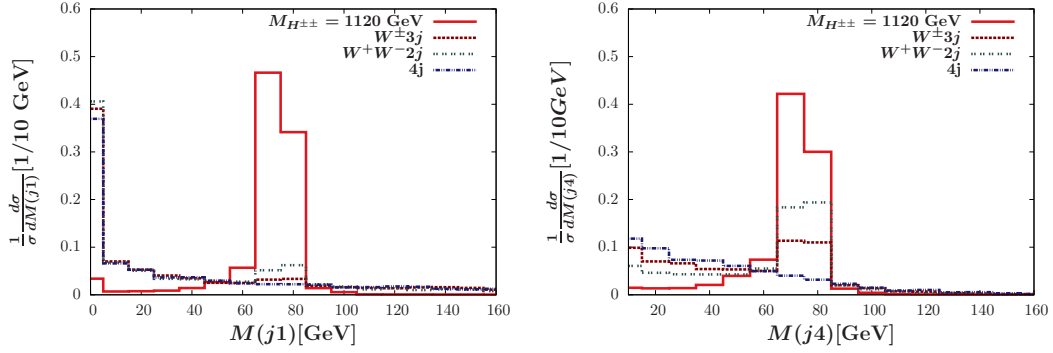 0.6
0.5
0.4
0.3
0.2
0.1
0
0 20 40 60 80 100 120 140 160
M(j1)[GeV]
1/σ dσ/dM(j1) [1/10 GeV]
M_{H^{±±}} = 1120 GeV
W^±3j
W^+W^-2j
4j
0.6
0.5
0.4
0.3
0.2
0.1
0
20 40 60 80 100 120 140 160
M(j4)[GeV]
1/σ dσ/dM(j4) [1/10GeV]
M_{H^{±±}} = 1120 GeV
W^±3j
W^+W^-2j
4j